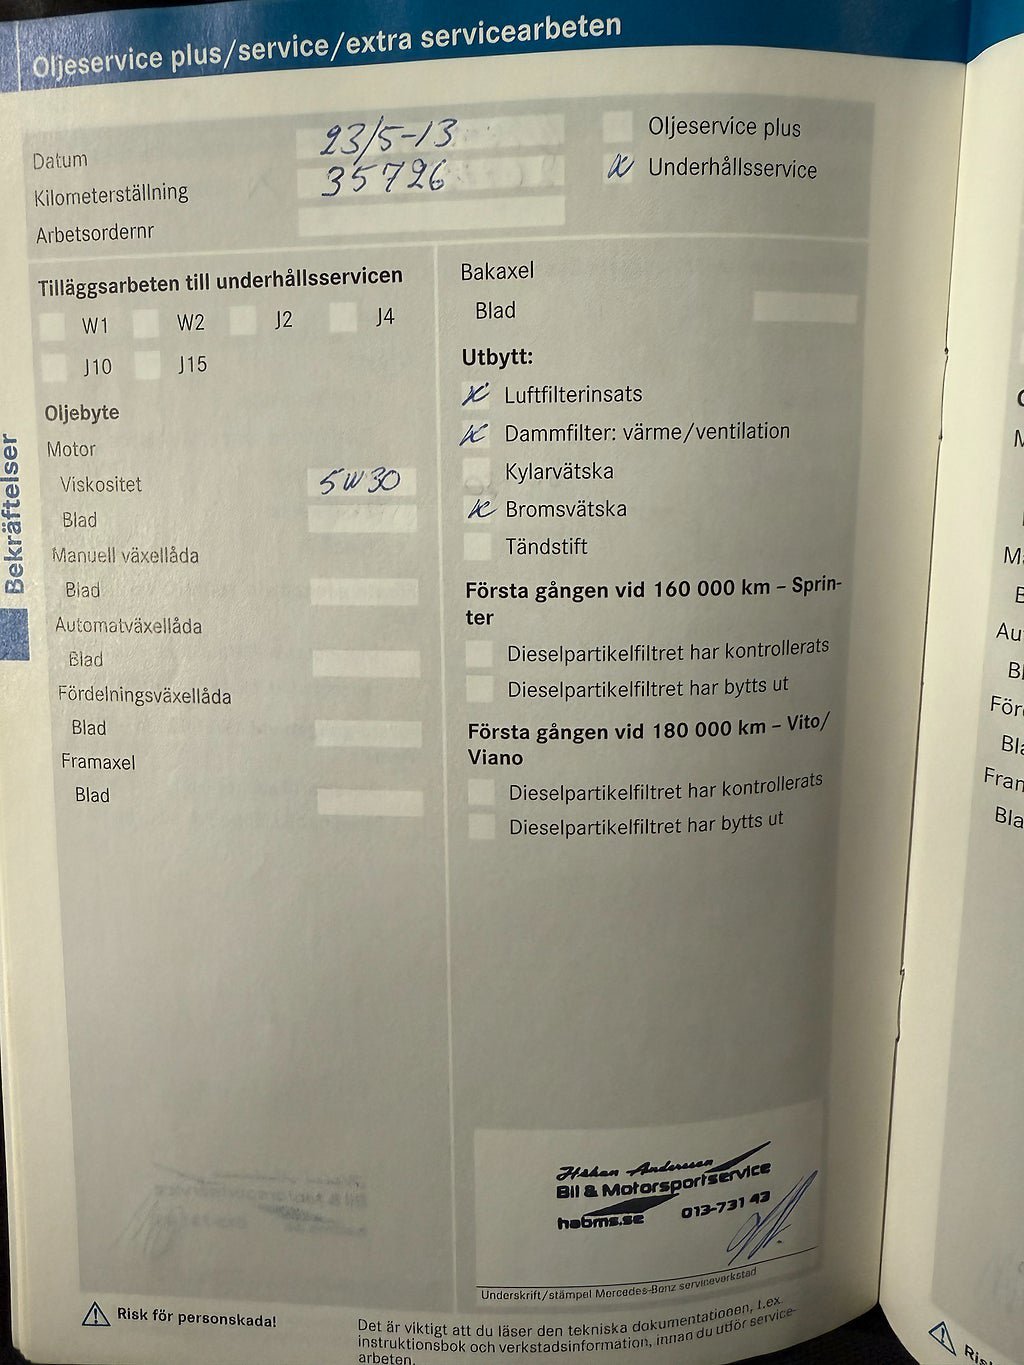 Oljeservice plus/service/extra servicearbeten
Datum 23/5-13
Kilometerställning 35726
Arbetsordernr
Oljeservice plus
Underhållsservice
Tilläggsarbeten till underhållsservicen
W1 W2 J2 J4
J10 J15
Oljebyte
Motor
Viskositet 5W30
Blad
Manuell växellåda
Blad
Automatväxellåda
Blad
Fördelningsväxellåda
Blad
Framaxel
Blad
Bakaxel
Blad
Utbytt:
Luftfilterinsats
Dammfilter: värme/ventilation
Kylarvätska
Bromsvätska
Tändstift
Första gången vid 160 000 km – Sprin-
ter
Dieselpartikelfiltret har kontrollerats
Dieselpartikelfiltret har bytts ut
Första gången vid 180 000 km – Vito/
Viano
Dieselpartikelfiltret har kontrollerats
Dieselpartikelfiltret har bytts ut
Håkan Andersson
Bil & Motorsportservice
habms.se 013-731 43
Underskrift/stämpel Mercedes-Benz serviceverkstad
Risk för personskada!
Det är viktigt att du läser den tekniska dokumentationen, t.ex.
instruktionsbok och verkstadsinformation, innan du utför service-
arbeten.
Bekräftelser